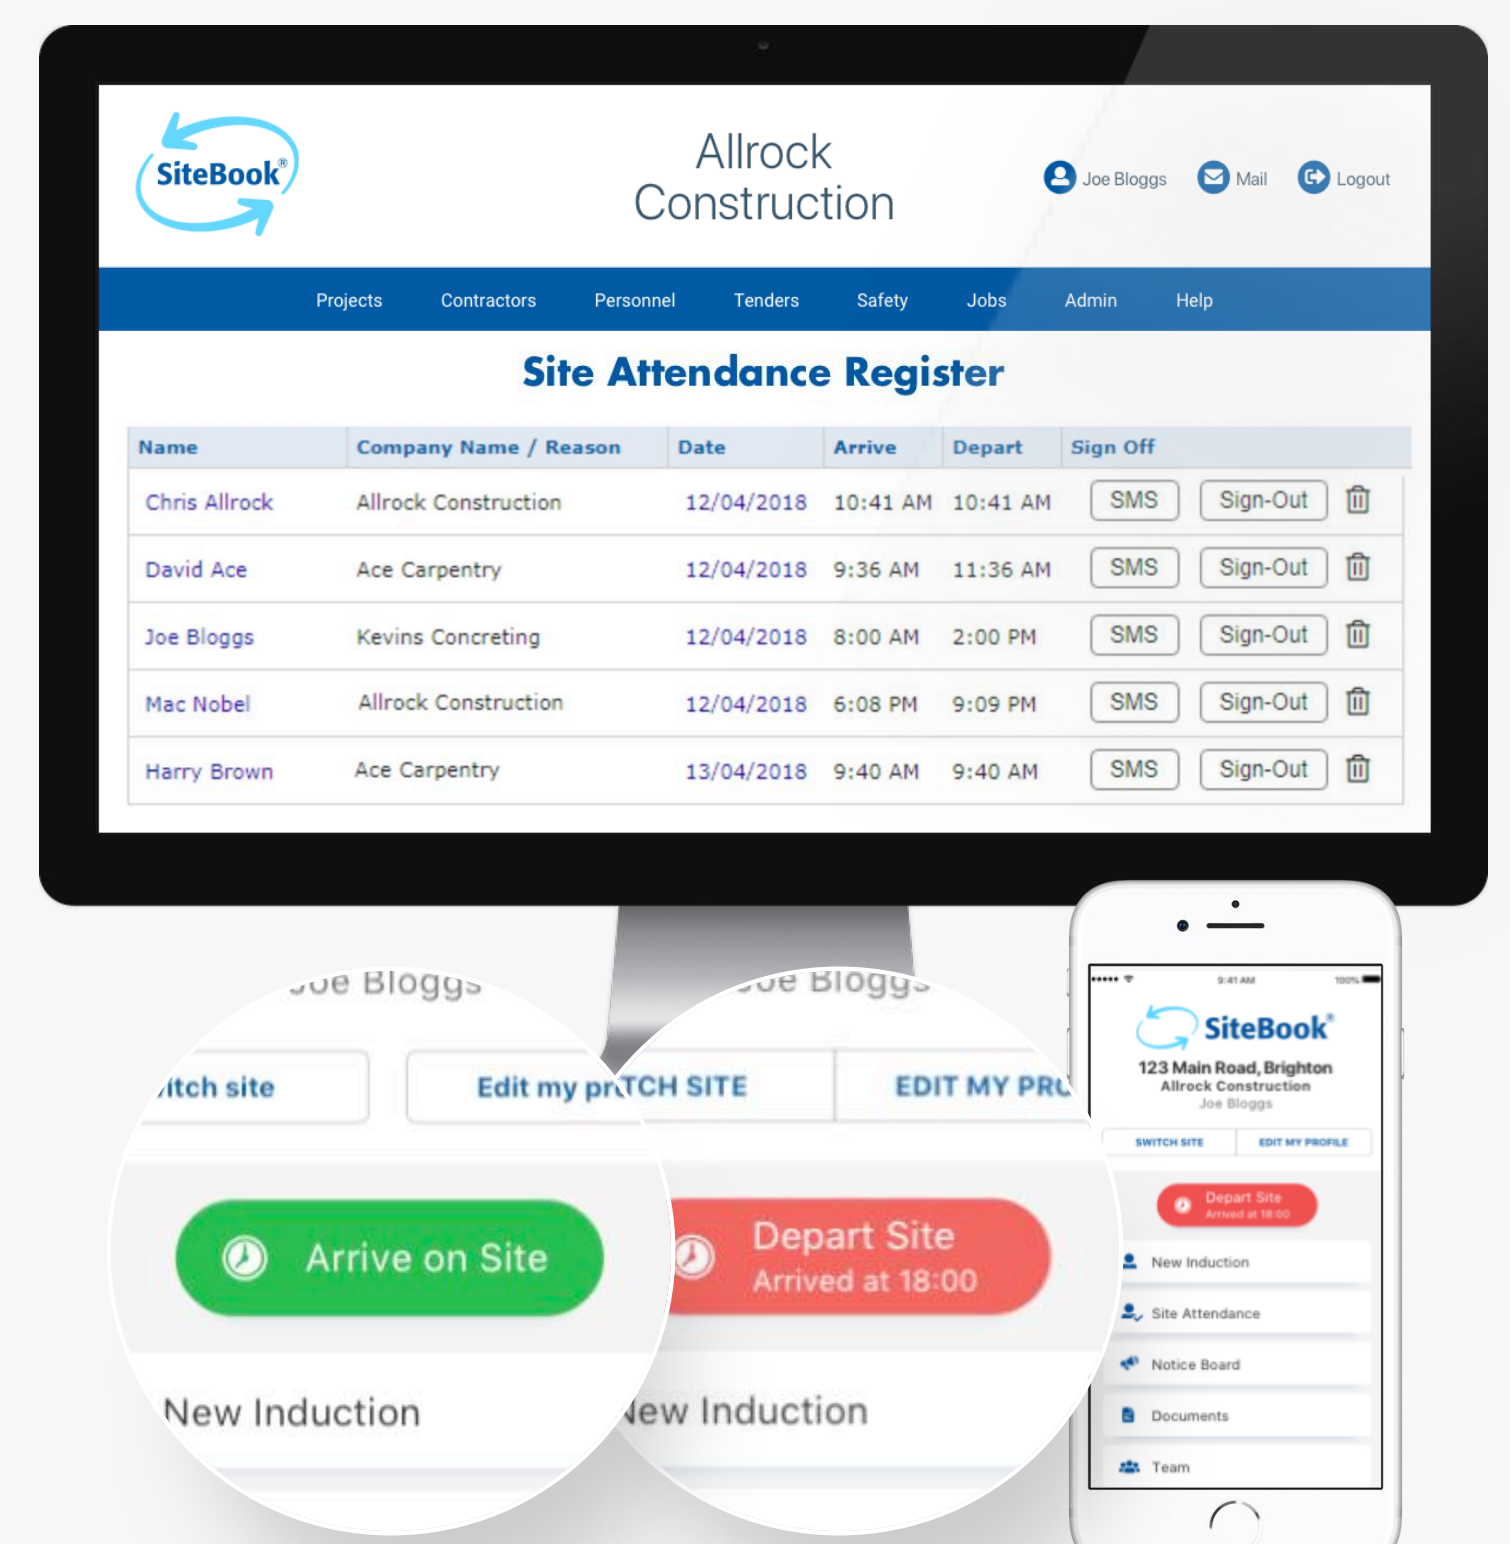 SiteBook®
Allrock
Construction
Joe Bloggs
Mail
Logout
Projects Contractors Personnel Tenders Safety Jobs Admin Help
Site Attendance Register
Name Company Name / Reason Date Arrive Depart Sign Off
Chris Allrock Allrock Construction 12/04/2018 10:41 AM 10:41 AM SMS Sign-Out
David Ace Ace Carpentry 12/04/2018 9:36 AM 11:36 AM SMS Sign-Out
Joe Bloggs Kevins Concreting 12/04/2018 8:00 AM 2:00 PM SMS Sign-Out
Mac Nobel Allrock Construction 12/04/2018 6:08 PM 9:09 PM SMS Sign-Out
Harry Brown Ace Carpentry 13/04/2018 9:40 AM 9:40 AM SMS Sign-Out
Joe Bloggs
itch site Edit my pr
Arrive on Site
New Induction
Joe Bloggs
TCH SITE EDIT MY PRO
Depart Site
Arrived at 18:00
New Induction
9:41 AM 100%
SiteBook®
123 Main Road, Brighton
Allrock Construction
Joe Bloggs
SWITCH SITE EDIT MY PROFILE
Depart Site
Arrived at 18:00
New Induction
Site Attendance
Notice Board
Documents
Team